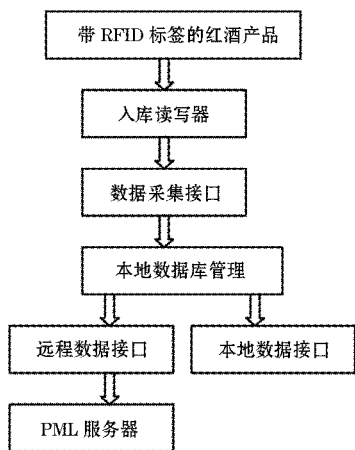 带 RFID 标签的红酒产品
入库读写器
数据采集接口
本地数据库管理
远程数据接口
本地数据接口
PML 服务器